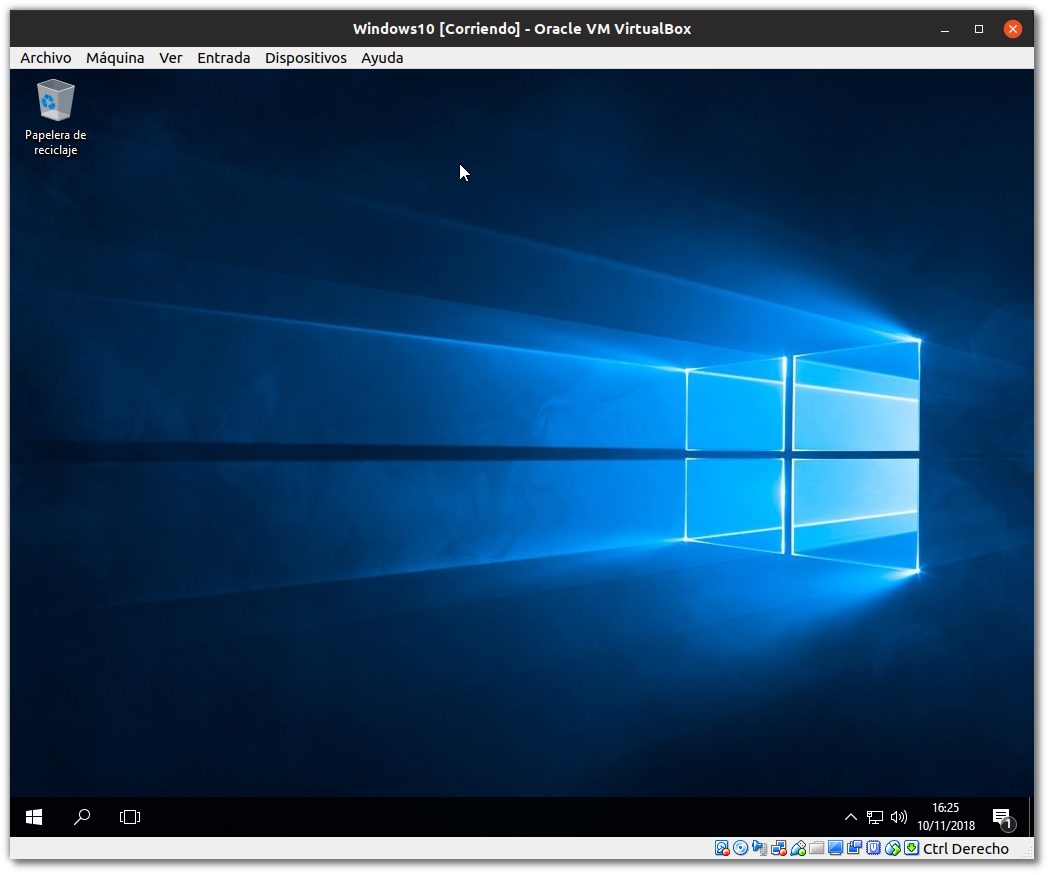 Windows10 [Corriendo] - Oracle VM VirtualBox
Archivo Máquina Ver Entrada Dispositivos Ayuda
Papelera de
reciclaje
16:25
10/11/2018
1
Ctrl Derecho